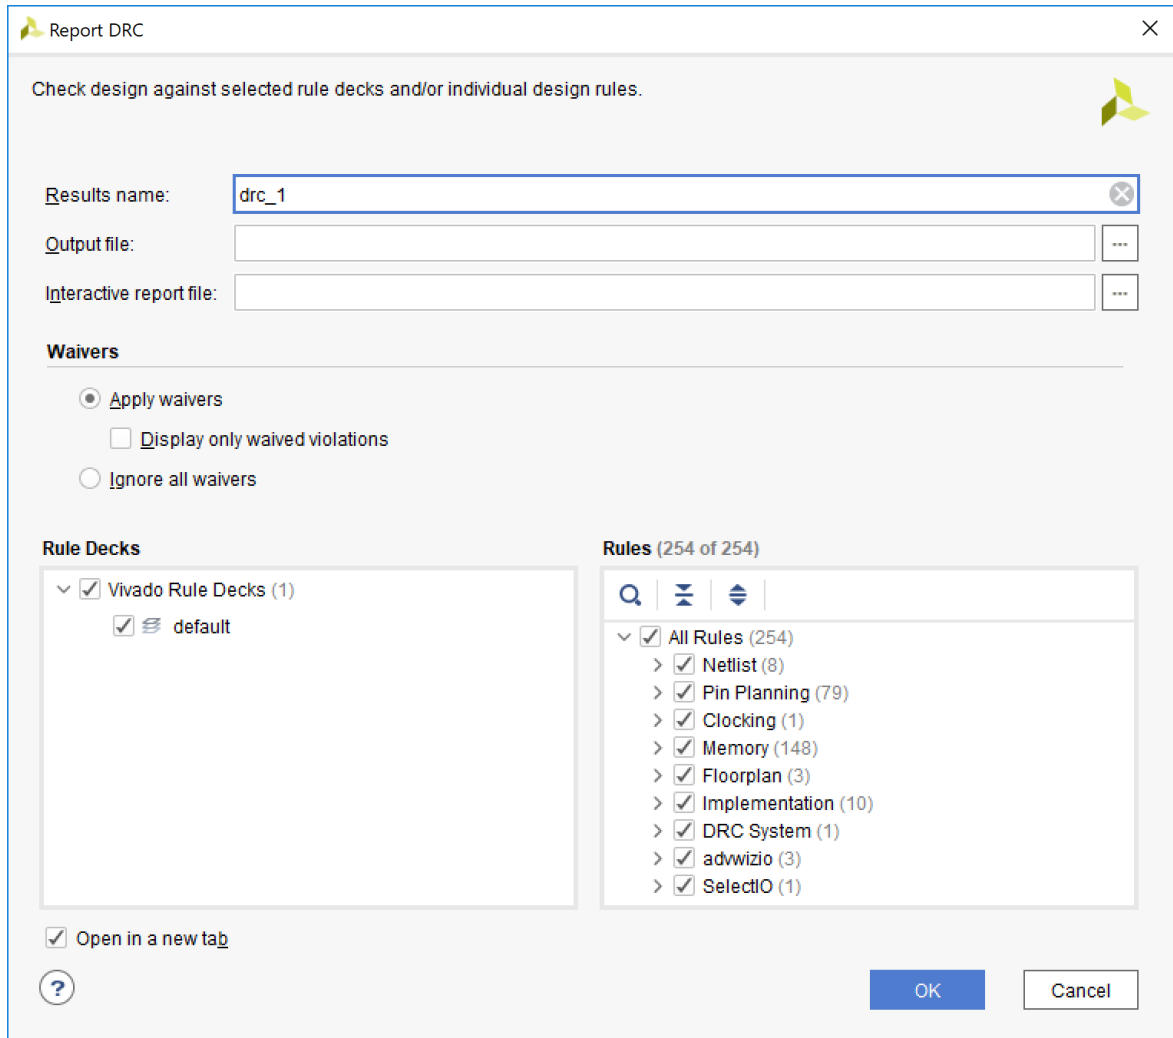 Report DRC
Check design against selected rule decks and/or individual design rules.
Results name: drc_1
Output file: ...
Interactive report file: ...
Waivers
Apply waivers
Display only waived violations
Ignore all waivers
Rule Decks
Vivado Rule Decks (1)
default
Rules (254 of 254)
All Rules (254)
Netlist (8)
Pin Planning (79)
Clocking (1)
Memory (148)
Floorplan (3)
Implementation (10)
DRC System (1)
advwizio (3)
SelectIO (1)
Open in a new tab
? OK Cancel